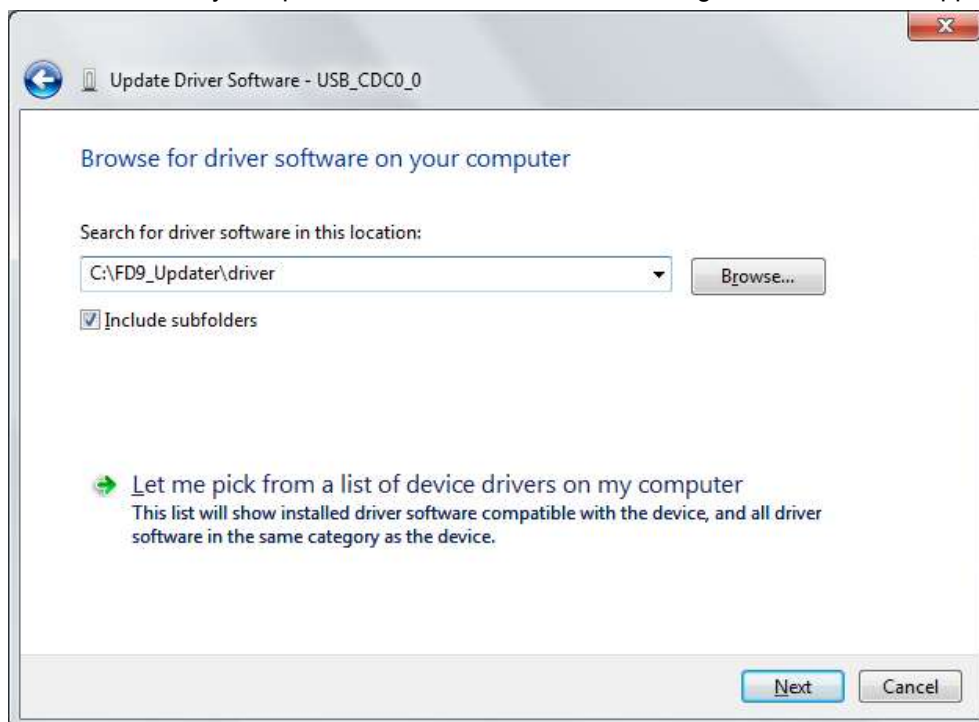 Update Driver Software - USB_CDC0_0
Browse for driver software on your computer
Search for driver software in this location:
C:\FD9_Updater\driver
Browse...
Include subfolders
Let me pick from a list of device drivers on my computer
This list will show installed driver software compatible with the device, and all driver
software in the same category as the device.
Next
Cancel